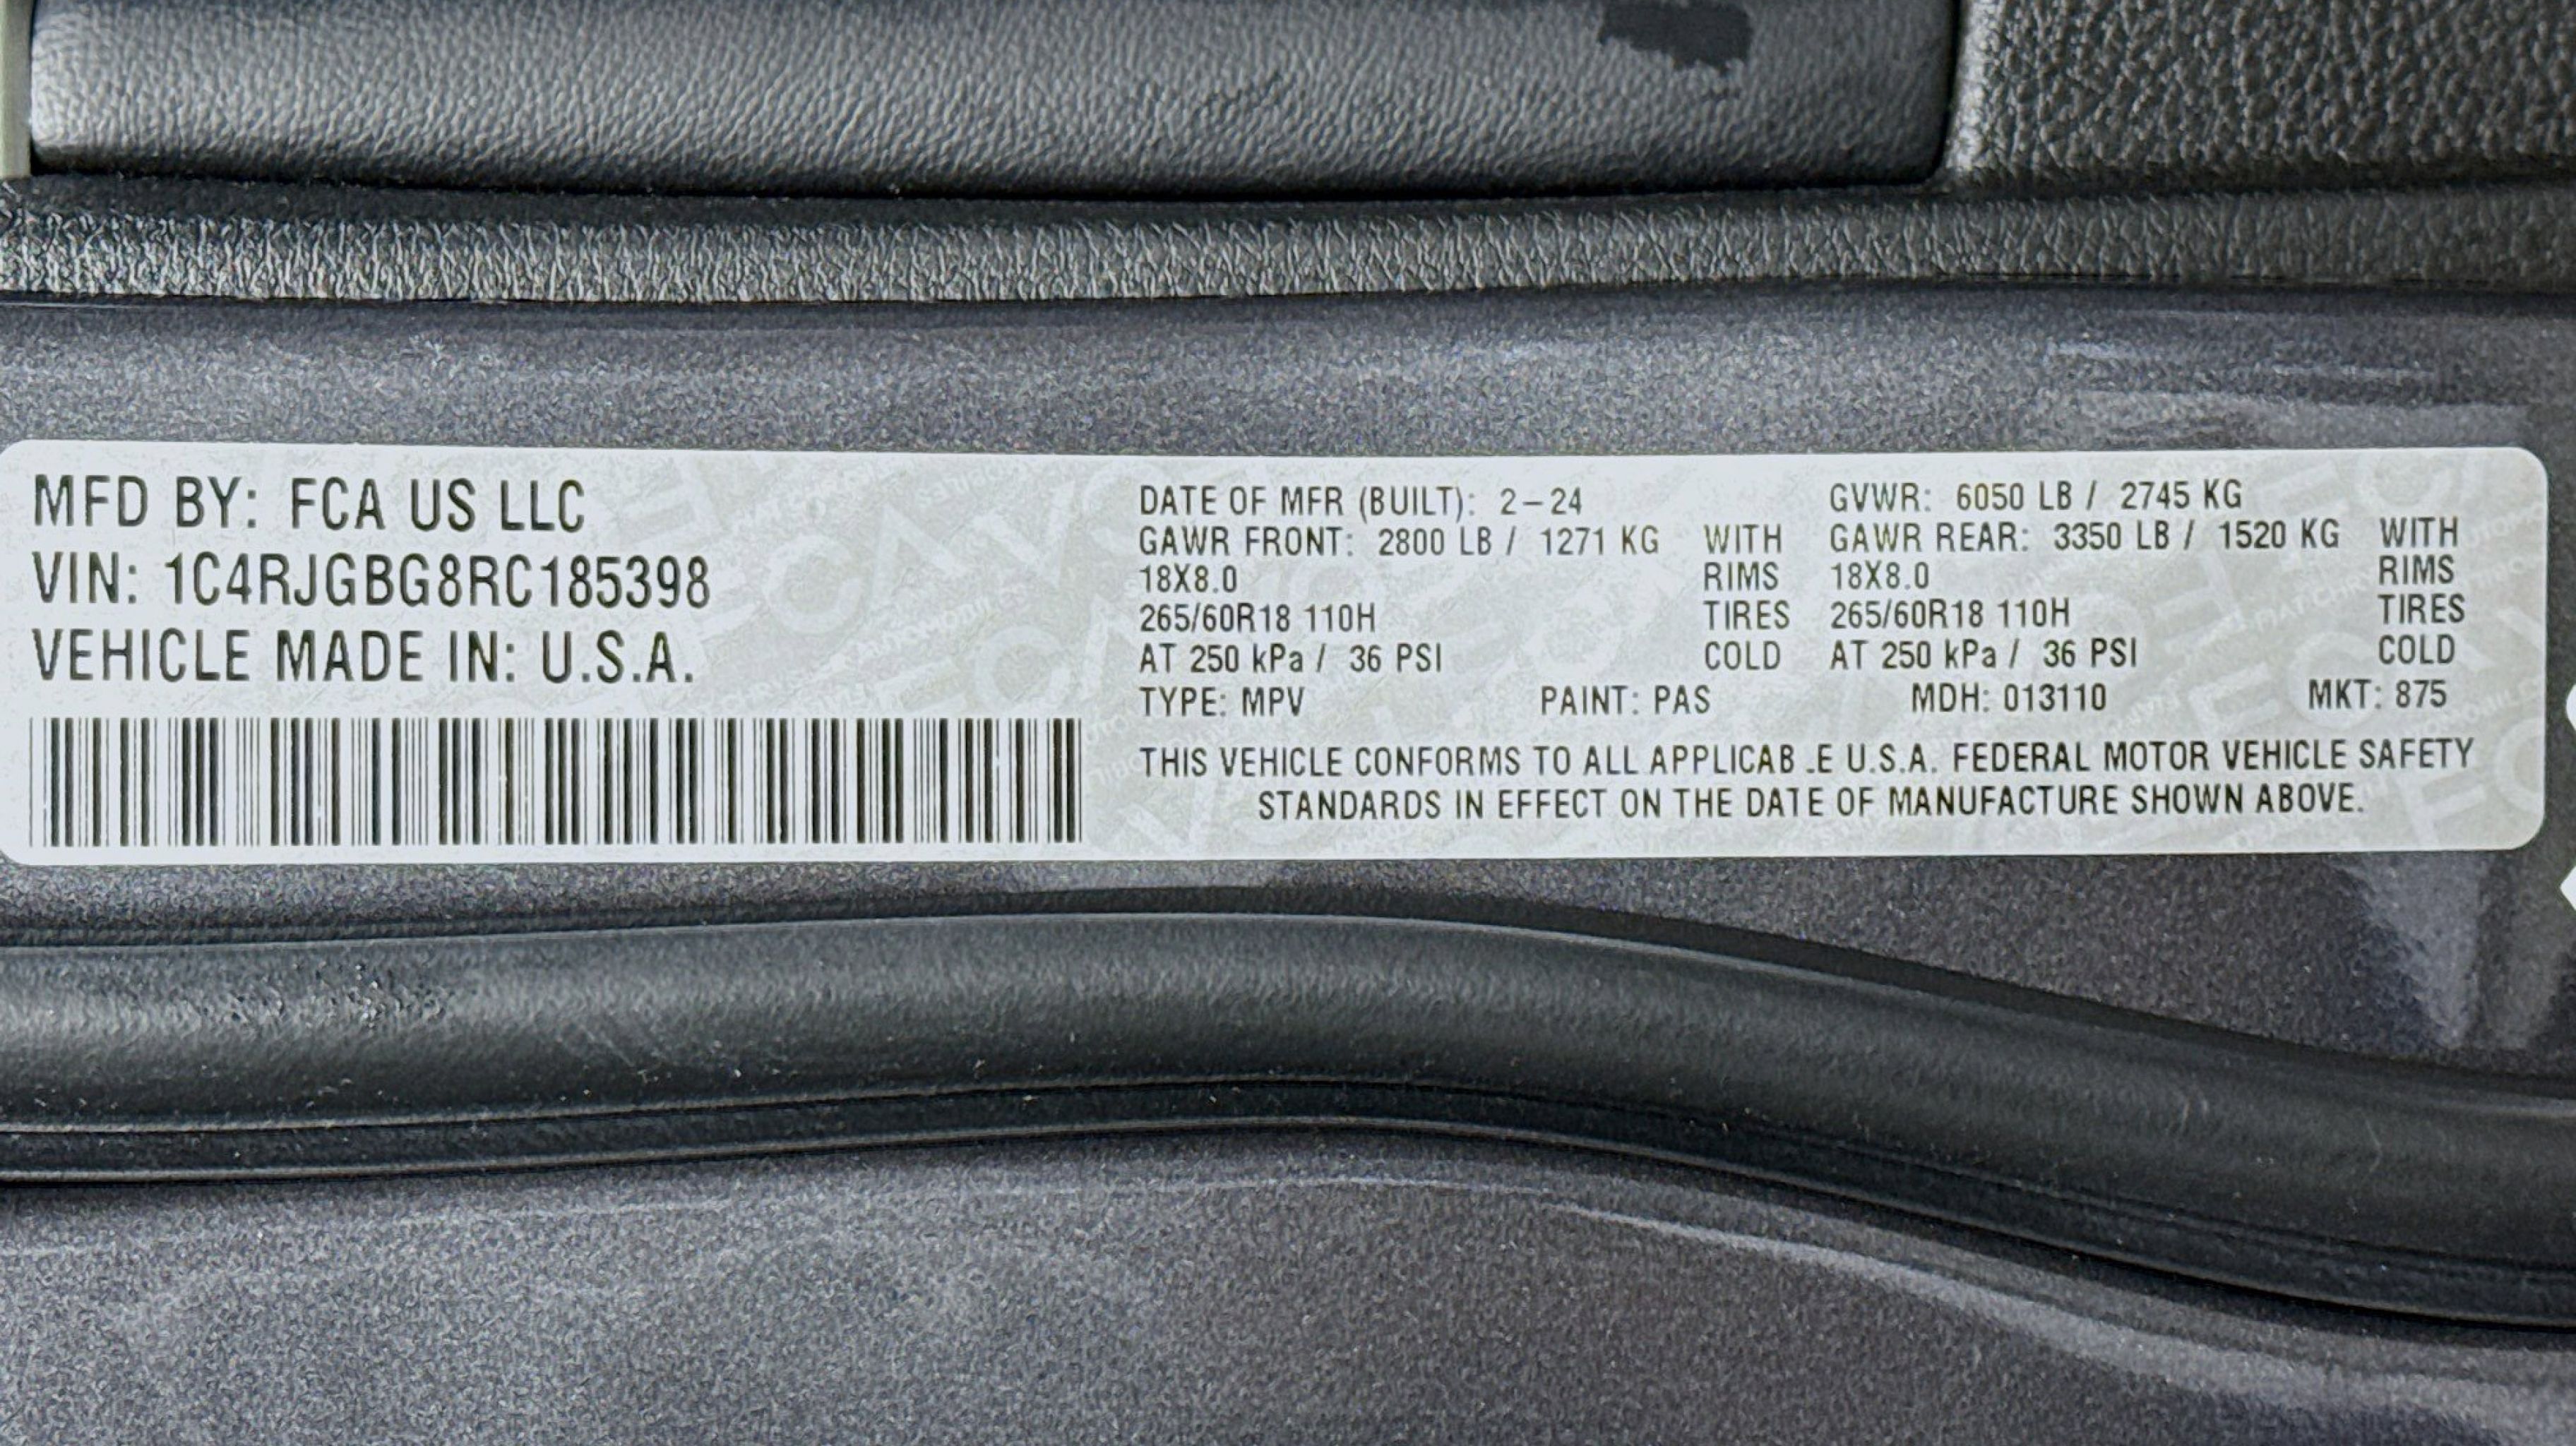 MFD BY: FCA US LLC
VIN: 1C4RJGBG8RC185398
VEHICLE MADE IN: U.S.A.
DATE OF MFR (BUILT): 2-24 GVWR: 6050 LB / 2745 KG
GAWR FRONT: 2800 LB / 1271 KG WITH GAWR REAR: 3350 LB / 1520 KG WITH
18X8.0 RIMS 18X8.0 RIMS
265/60R18 110H TIRES 265/60R18 110H TIRES
AT 250 kPa / 36 PSI COLD AT 250 kPa / 36 PSI COLD
TYPE: MPV PAINT: PAS MDH: 013110 MKT: 875
THIS VEHICLE CONFORMS TO ALL APPLICABLE U.S.A. FEDERAL MOTOR VEHICLE SAFETY
STANDARDS IN EFFECT ON THE DATE OF MANUFACTURE SHOWN ABOVE.